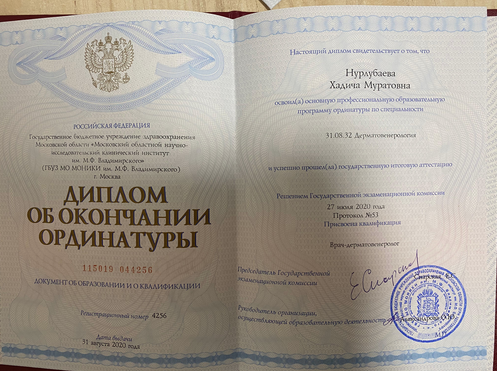 РОССИЙСКАЯ ФЕДЕРАЦИЯ
Государственное бюджетное учреждение здравоохранения
Московской области «Московский областной научно-
исследовательский клинический институт
им. М.Ф. Владимирского»
(ГБУЗ МО МОНИКИ им. М.Ф. Владимирского)
г. Москва
ДИПЛОМ
ОБ ОКОНЧАНИИ
ОРДИНАТУРЫ
115019 044256
ДОКУМЕНТ ОБ ОБРАЗОВАНИИ И О КВАЛИФИКАЦИИ
Регистрационный номер 4256
Дата выдачи
31 августа 2020 года
Настоящий диплом свидетельствует о том, что
Нурлубаева
Хадича Муратовна
освоил(а) основную профессиональную образовательную
программу ординатуры по специальности
31.08.32 Дерматовенерология
и успешно прошел(ла) государственную итоговую аттестацию
Решением Государственной экзаменационной комиссии
27 июля 2020 года
Протокол №53
Присвоена квалификация
Врач-дерматовенеролог
Председатель Государственной
экзаменационной комиссии
Руководитель организации,
осуществляющей образовательную деятельность